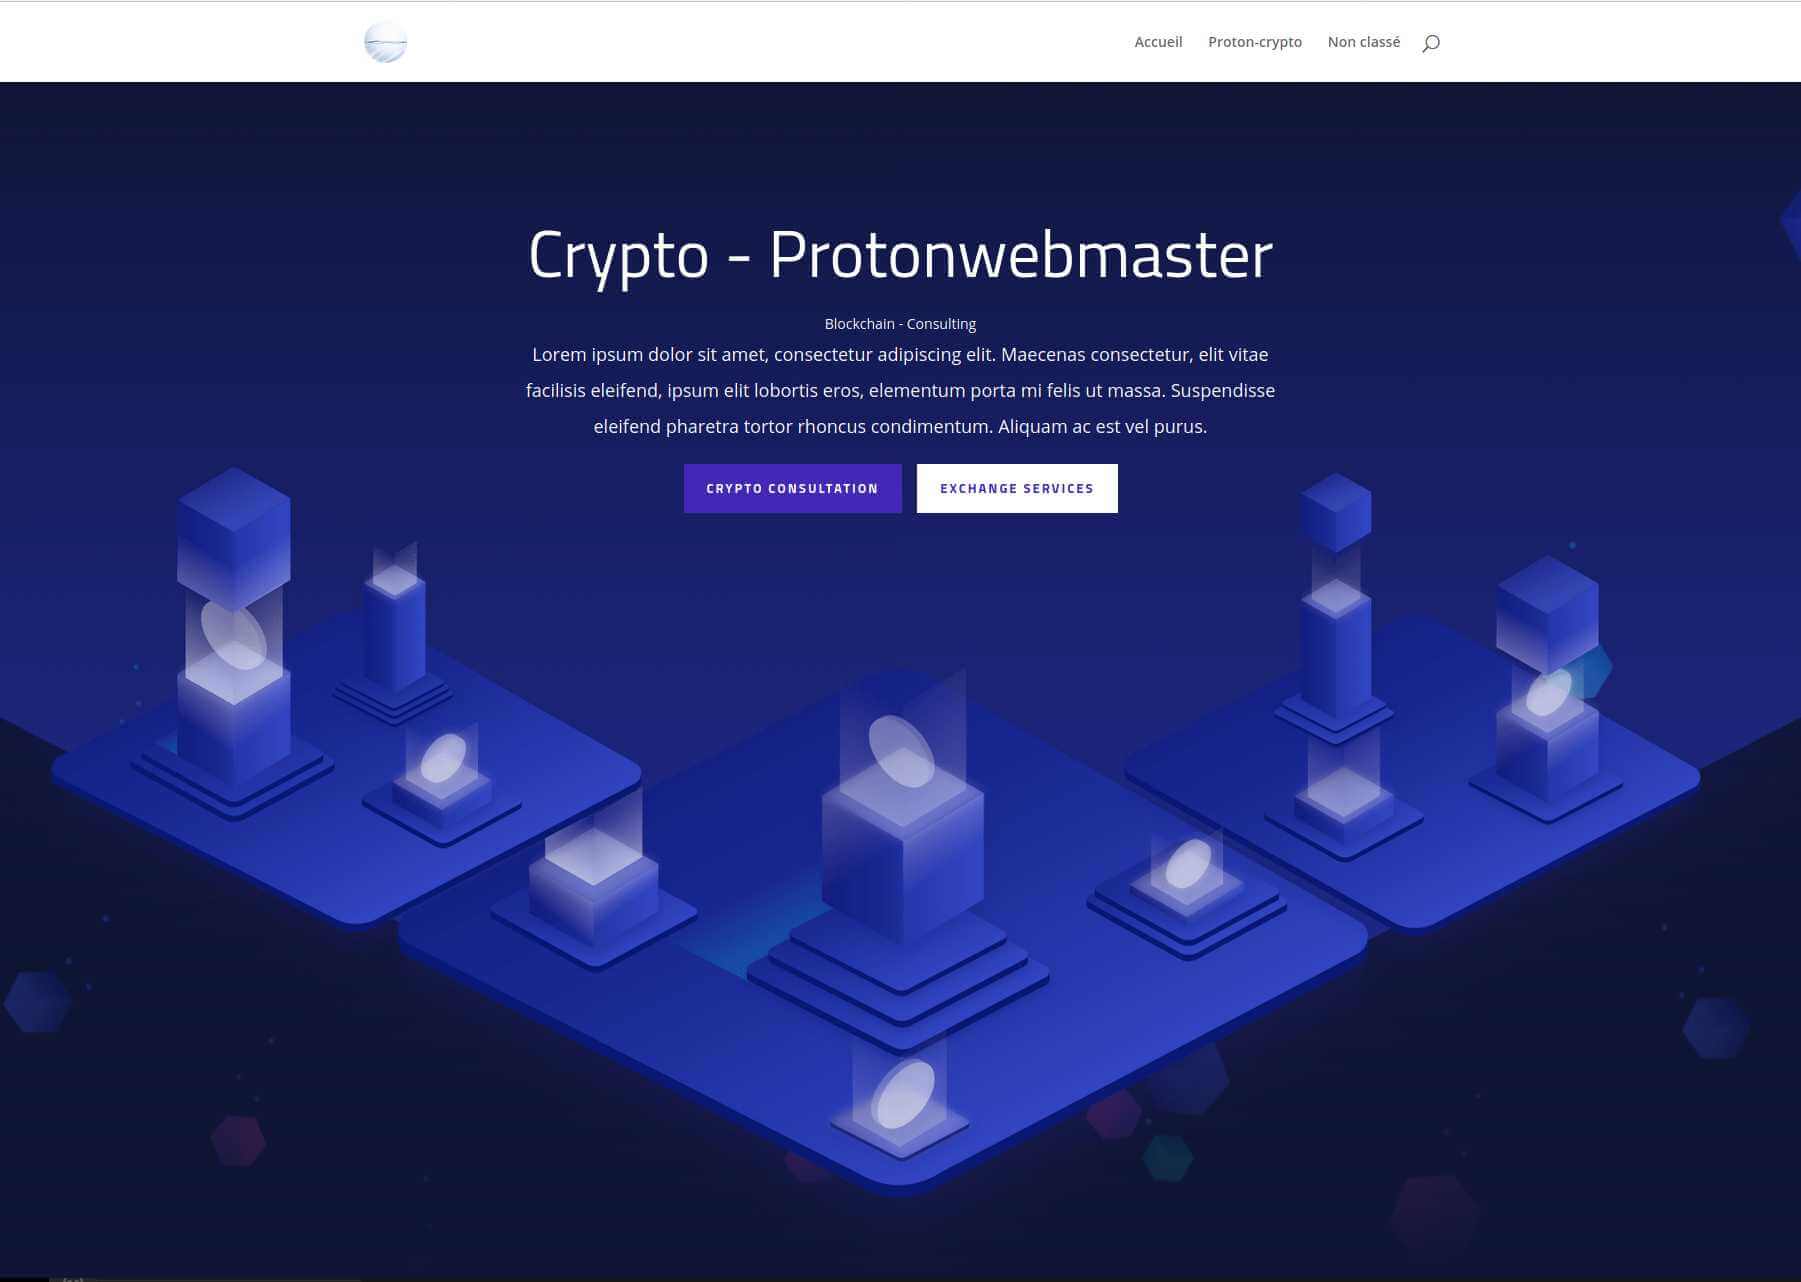 Accueil Proton-crypto Non classé
Crypto - Protonwebmaster
Blockchain - Consulting
Lorem ipsum dolor sit amet, consectetur adipiscing elit. Maecenas consectetur, elit vitae
facilisis eleifend, ipsum elit lobortis eros, elementum porta mi felis ut massa. Suspendisse
eleifend pharetra tortor rhoncus condimentum. Aliquam ac est vel purus.
CRYPTO CONSULTATION EXCHANGE SERVICES